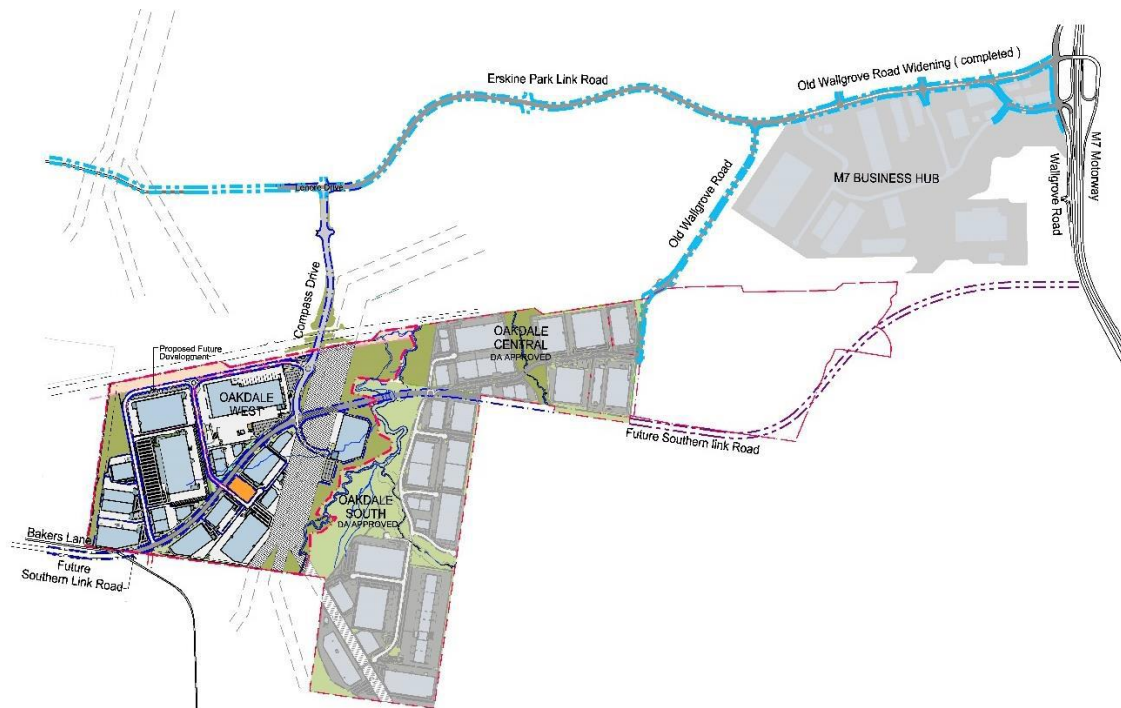 Old Wallgrove Road Widening ( completed )
Erskine Park Link Road
M7 Motorway
Wallgrove Road
M7 BUSINESS HUB
Lenore Drive
Old Wallgrove Road
Compass Drive
Proposed Future
Development
OAKDALE
CENTRAL
DA APPROVED
OAKDALE
WEST
Future Southern link Road
OAKDALE
SOUTH
DA APPROVED
Bakers Lane
Future
Southern Link Road